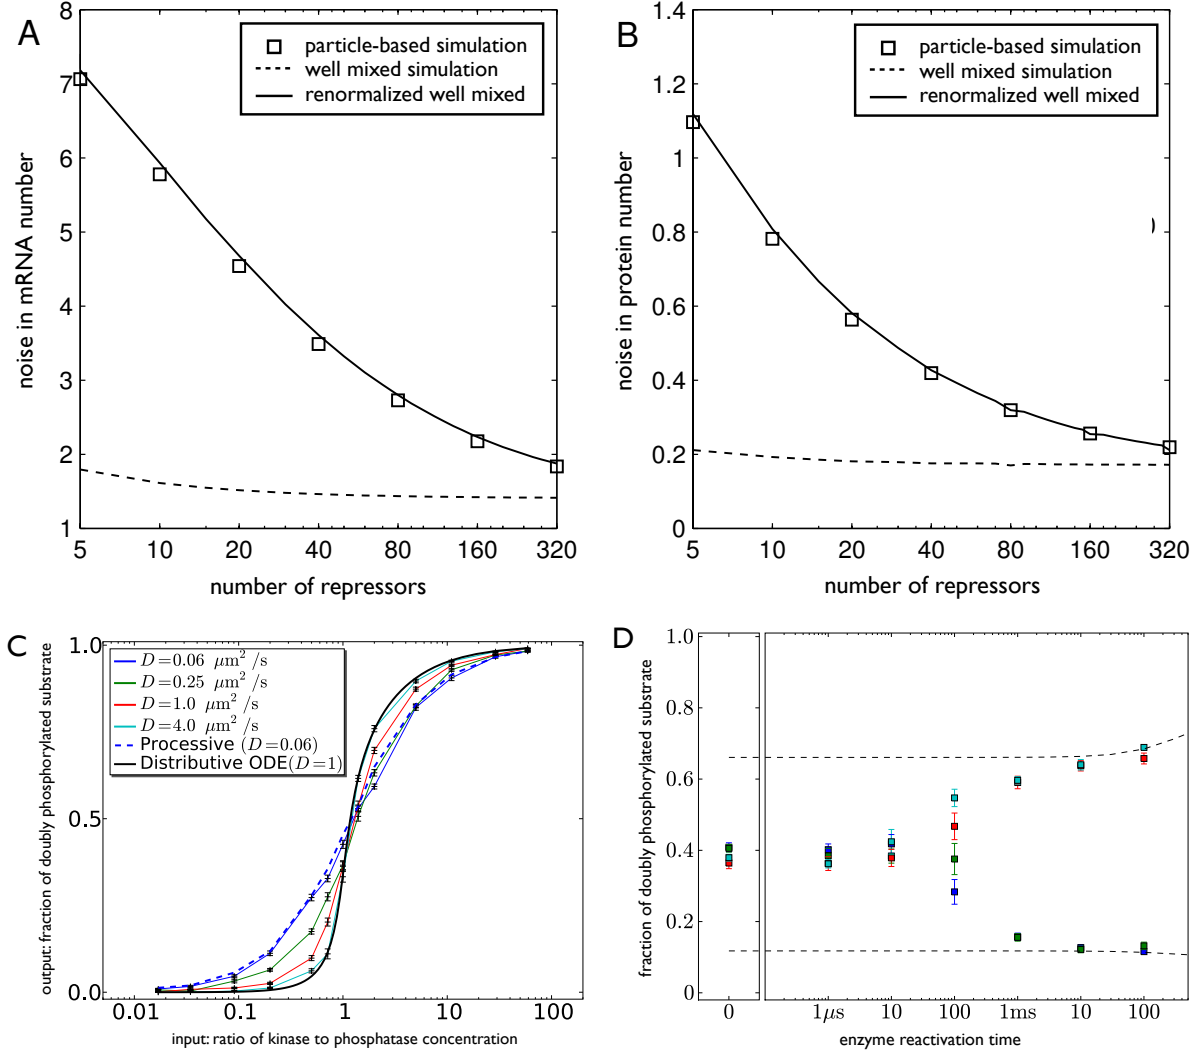 A
8
7
6
5
4
3
2
1
noise in mRNA number
particle-based simulation
well mixed simulation
renormalized well mixed
5 10 20 40 80 160 320
number of repressors
B
1.4
1.2
1
0.8
0.6
0.4
0.2
0
noise in protein number
particle-based simulation
well mixed simulation
renormalized well mixed
)
5 10 20 40 80 160 320
number of repressors
C
1.0
0.5
0.0
output: fraction of doubly phosphorylated substrate
D=0.06 μm² /s
D=0.25 μm² /s
D=1.0 μm² /s
D=4.0 μm² /s
Processive (D=0.06)
Distributive ODE(D=1)
0.01 0.1 1 10 100
input: ratio of kinase to phosphatase concentration
D
1.0
0.8
0.6
0.4
0.2
0
fraction of doubly phosphorylated substrate
0 1μs 10 100 1ms 10 100
enzyme reactivation time